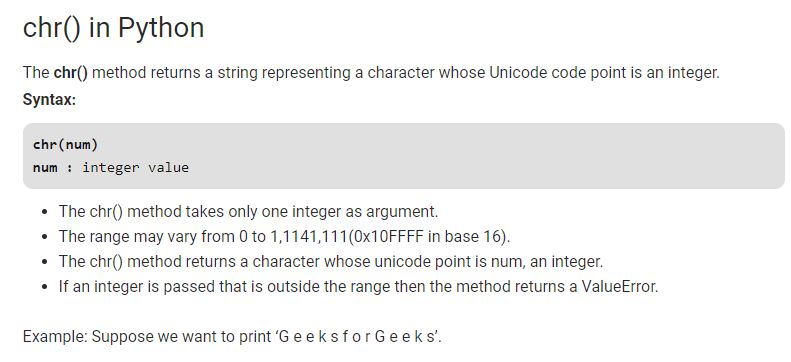 chr() in Python
The chr() method returns a string representing a character whose Unicode code point is an integer.
Syntax:
chr(num)
num : integer value
• The chr() method takes only one integer as argument.
• The range may vary from 0 to 1,1141,111(0x10FFFF in base 16).
• The chr() method returns a character whose unicode point is num, an integer.
• If an integer is passed that is outside the range then the method returns a ValueError.
Example: Suppose we want to print ‘G e e k s f o r G e e k s’.